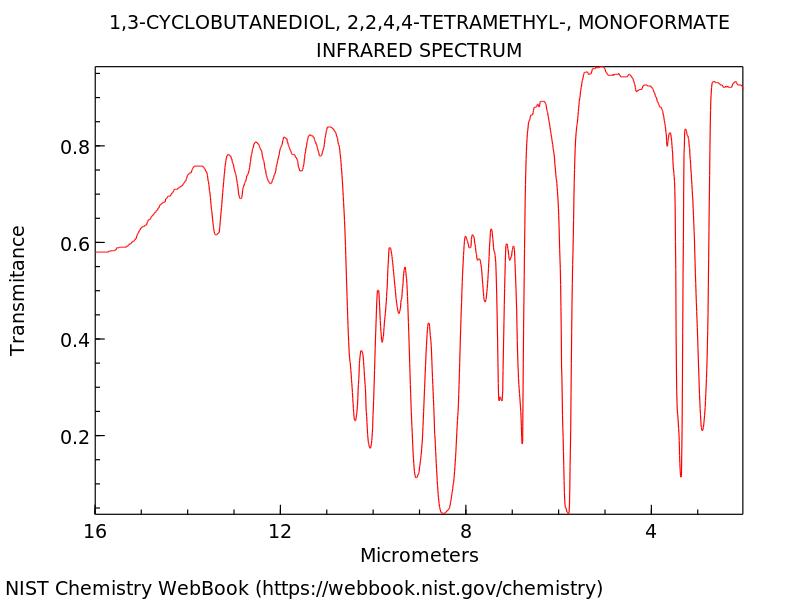 1,3-CYCLOBUTANEDIOL, 2,2,4,4-TETRAMETHYL-, MONOFORMATE
INFRARED SPECTRUM
Transmitance
0.8
0.6
0.4
0.2
16
12
8
4
Micrometers
NIST Chemistry WebBook (https://webbook.nist.gov/chemistry)